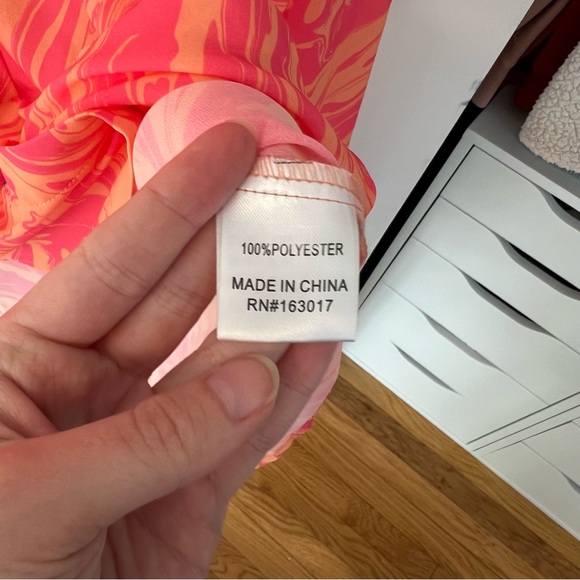 100%POLYESTER
MADE IN CHINA
RN#163017